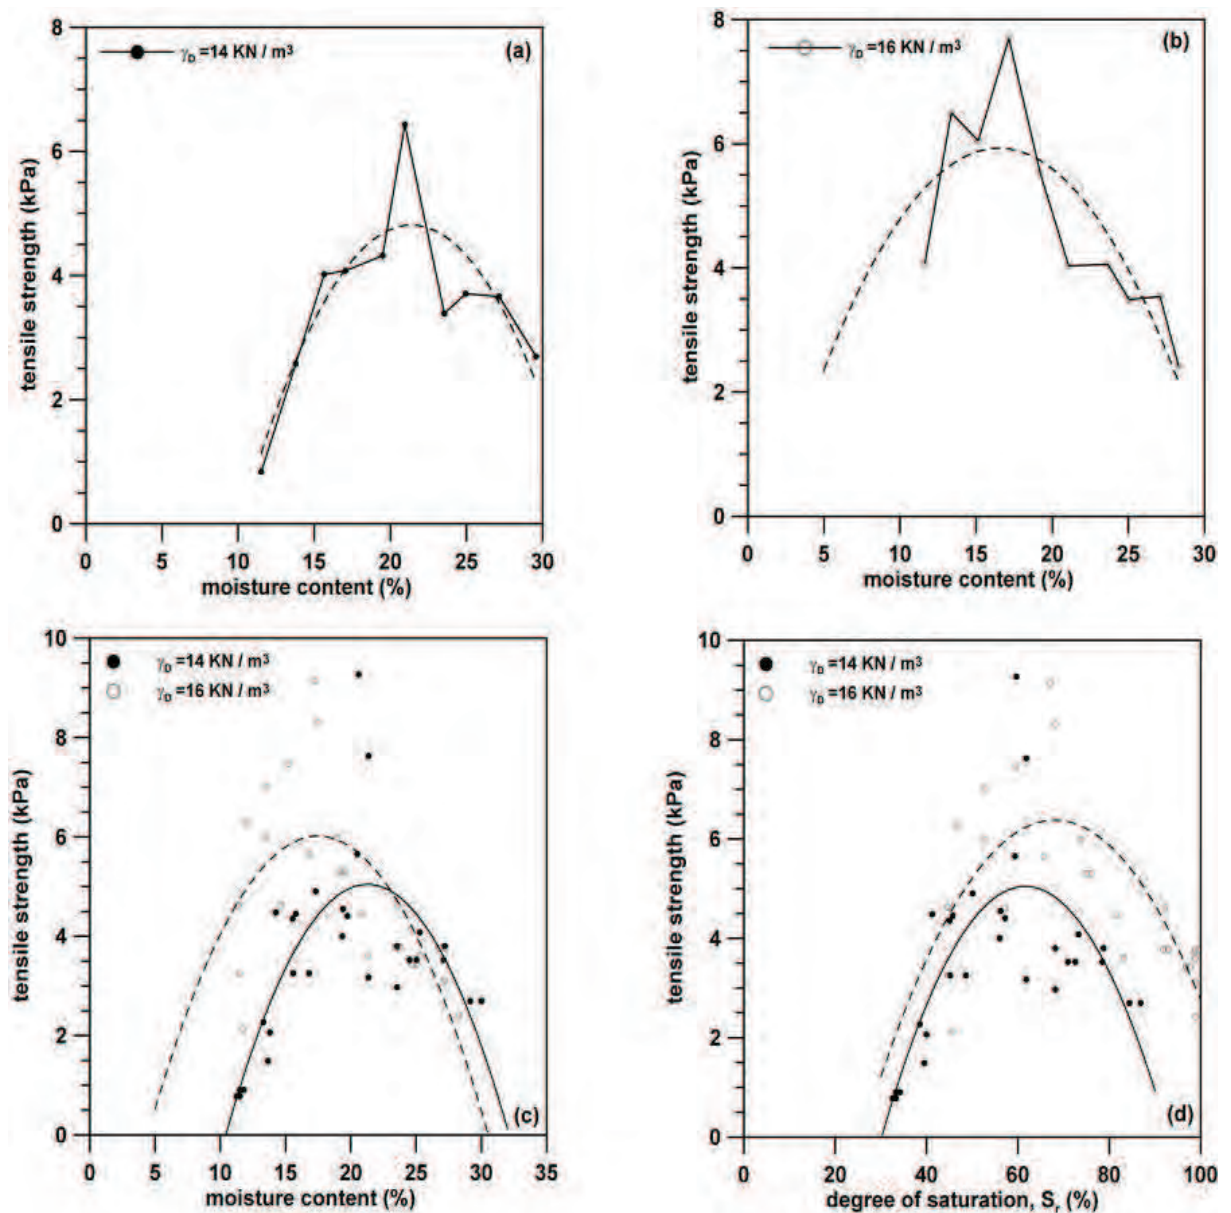 8
γD =14 KN / m3
(a)
6
4
2
0
tensile strength (kPa)
0 5 10 15 20 25 30
moisture content (%)
8
γD =16 KN / m3
(b)
6
4
2
0
tensile strength (kPa)
0 5 10 15 20 25 30
moisture content (%)
10
γD =14 KN / m3
γD =16 KN / m3
8
6
4
2
0
tensile strength (kPa)
(c)
0 5 10 15 20 25 30 35
moisture content (%)
10
γD =14 KN / m3
γD =16 KN / m3
8
6
4
2
0
tensile strength (kPa)
(d)
0 20 40 60 80 100
degree of saturation, Sr (%)